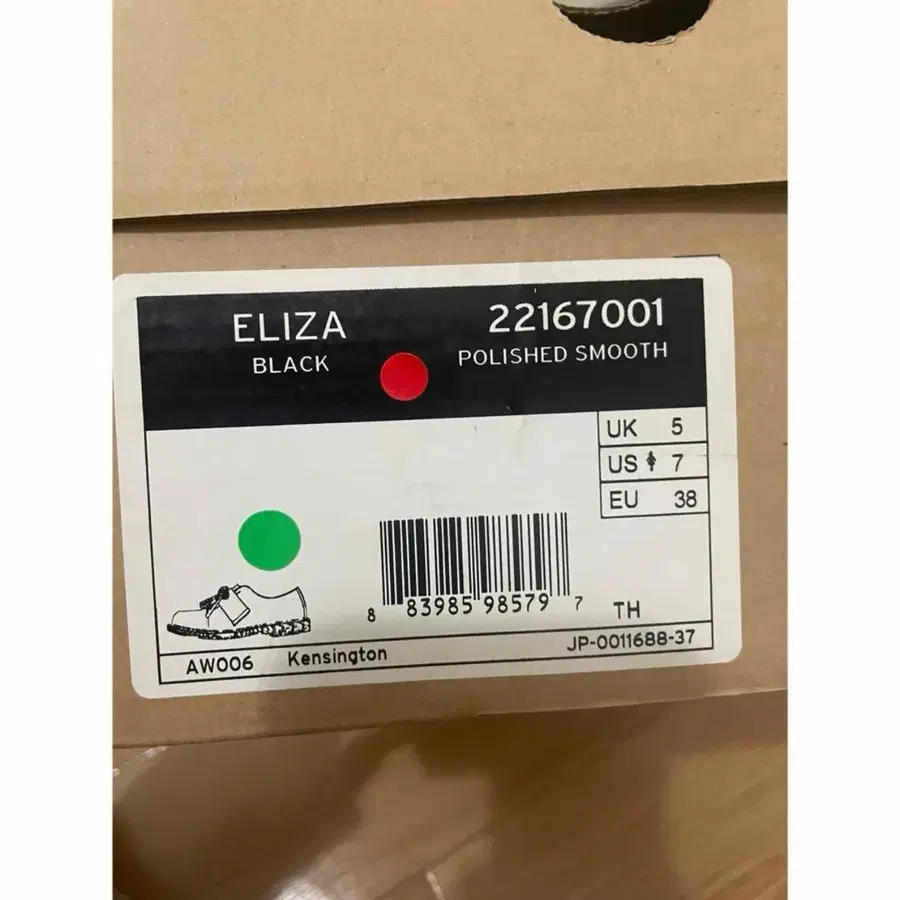 ELIZA
BLACK
22167001
POLISHED SMOOTH
UK 5
US 7
EU 38
8 83985 98579 7
TH
AW006 Kensington
JP-0011688-37